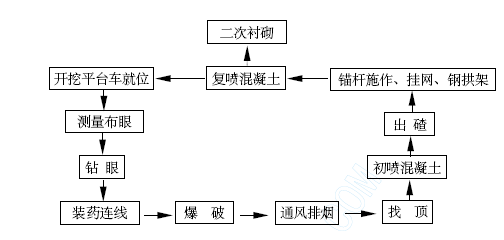 二次衬砌
开挖平台车就位
复喷混凝土
锚杆施作、挂网、钢拱架
测量布眼
出 碴
钻 眼
初喷混凝土
装药连线
爆 破
通风排烟
找 顶